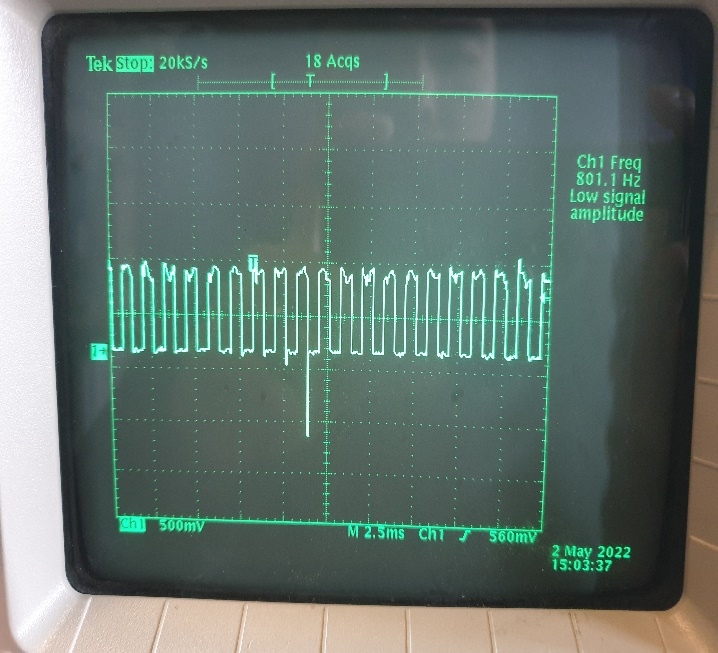 Tek Stop: 20kS/s 18 Acqs
[ T ]
Ch1 Freq
801.1 Hz
Low signal
amplitude
T
1→
Ch1 500mV M 2.5ms Ch1 560mV
2 May 2022
15:03:37